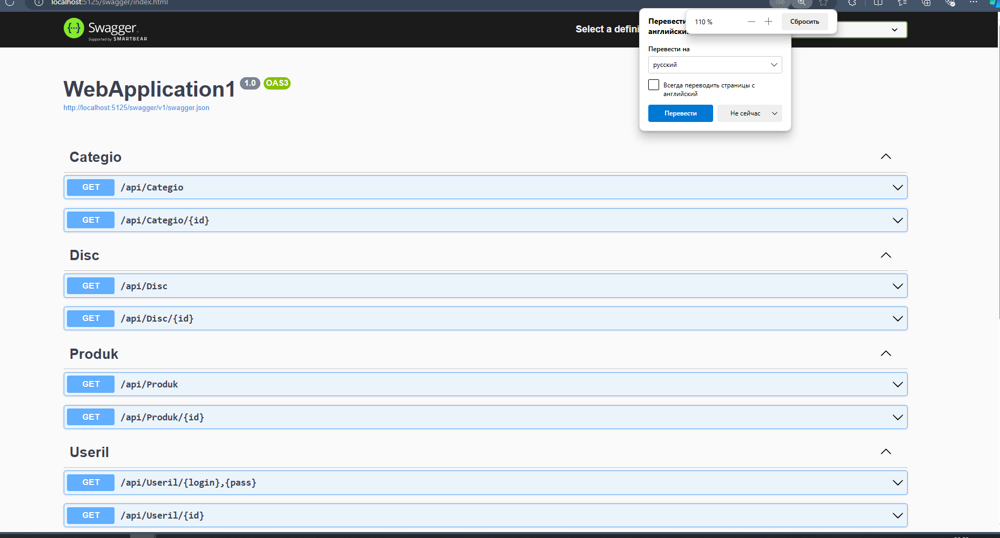 localhost:5125/swagger/index.html
Swagger
Supported by SMARTBEAR
Select a defini
Перевести
английски
110 %
Сбросить
Перевести на
русский
Всегда переводить страницы с
английский
Перевести
Не сейчас
WebApplication1 1.0 OAS3
http://localhost:5125/swagger/v1/swagger.json
Categio
GET /api/Categio
GET /api/Categio/{id}
Disc
GET /api/Disc
GET /api/Disc/{id}
Produk
GET /api/Produk
GET /api/Produk/{id}
Useril
GET /api/Useril/{login},{pass}
GET /api/Useril/{id}